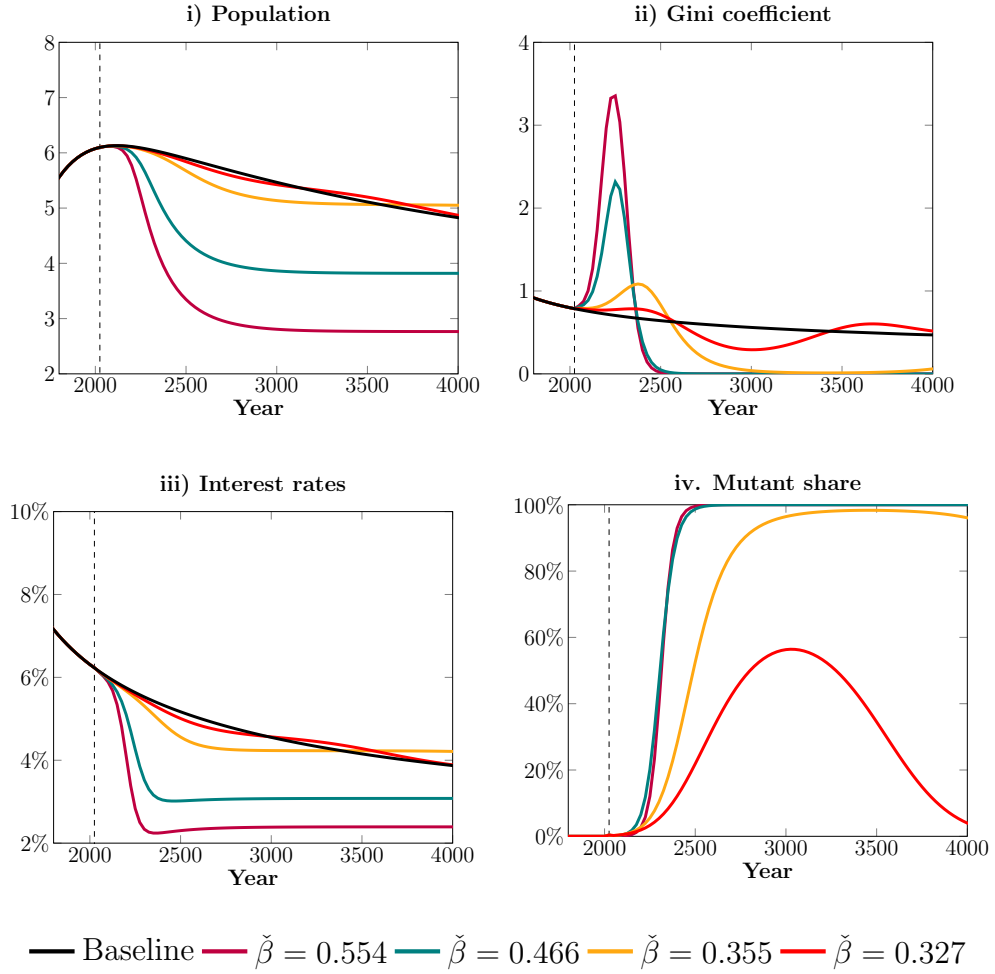 i) Population
8
7
6
5
4
3
2
2000 2500 3000 3500 4000
Year
ii) Gini coefficient
4
3
2
1
0
2000 2500 3000 3500 4000
Year
iii) Interest rates
10%
8%
6%
4%
2%
2000 2500 3000 3500 4000
Year
iv. Mutant share
100%
80%
60%
40%
20%
0%
2000 2500 3000 3500 4000
Year
Baseline β̌ = 0.554 β̌ = 0.466 β̌ = 0.355 β̌ = 0.327